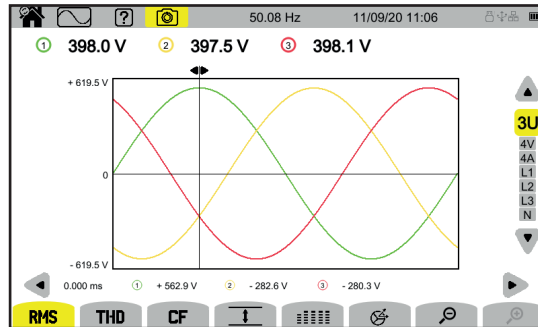 ? 50.08 Hz 11/09/20 11:06
1 398.0 V 2 397.5 V 3 398.1 V
+ 619.5 V
0
- 619.5 V
3U
4V
4A
L1
L2
L3
N
0.000 ms 1 + 562.9 V 2 - 282.6 V 3 - 280.3 V
RMS THD CF